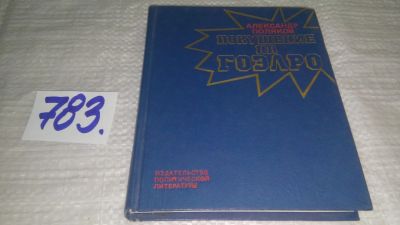 783.
АЛЕКСАНДР
ПОЛЯКОВ
ПОКУШЕНИЕ
НА
ГОЭЛРО
ИЗДАТЕЛЬСТВО
ПОЛИТИЧЕСКОЙ
ЛИТЕРАТУРЫ